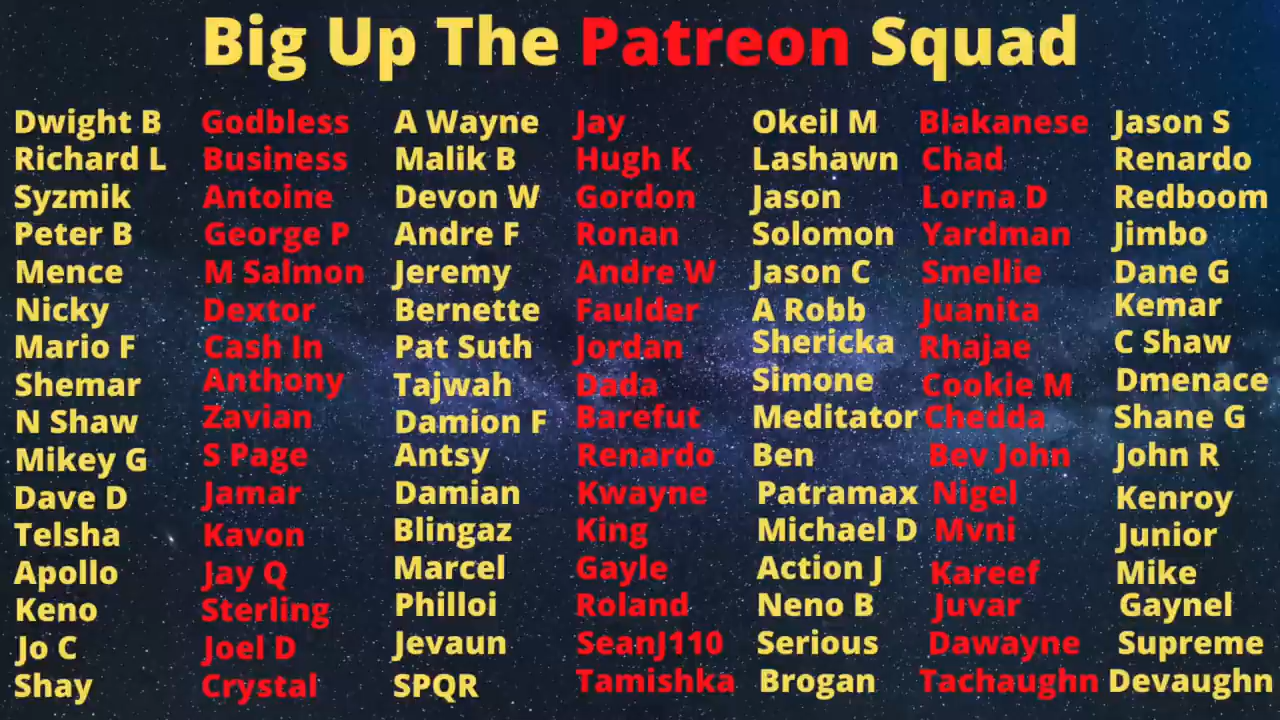 Big Up The Patreon Squad
Dwight B Godbless A Wayne Jay Okeil M Blakanese Jason S
Richard L Business Malik B Hugh K Lashawn Chad Renardo
Syzmik Antoine Devon W Gordon Jason Lorna D Redboom
Peter B George P Andre F Ronan Solomon Yardman Jimbo
Mence M Salmon Jeremy Andre W Jason C Smellie Dane G
Nicky Dextor Bernette Faulder A Robb Juanita Kemar
Mario F Cash In Pat Suth Jordan Shericka Rhajae C Shaw
Shemar Anthony Tajwah Dada Simone Cookie M Dmenace
N Shaw Zavian Damion F Barefut Meditator Chedda Shane G
Mikey G S Page Antsy Renardo Ben Bev John John R
Dave D Jamar Damian Kwayne Patramax Nigel Kenroy
Telsha Kavon Blingaz King Michael D Mvni Junior
Apollo Jay Q Marcel Gayle Action J Kareef Mike
Keno Sterling Philloi Roland Neno B Juvar Gaynel
Jo C Joel D Jevaun SeanJ110 Serious Dawayne Supreme
Shay Crystal SPQR Tamishka Brogan Tachaughn Devaughn